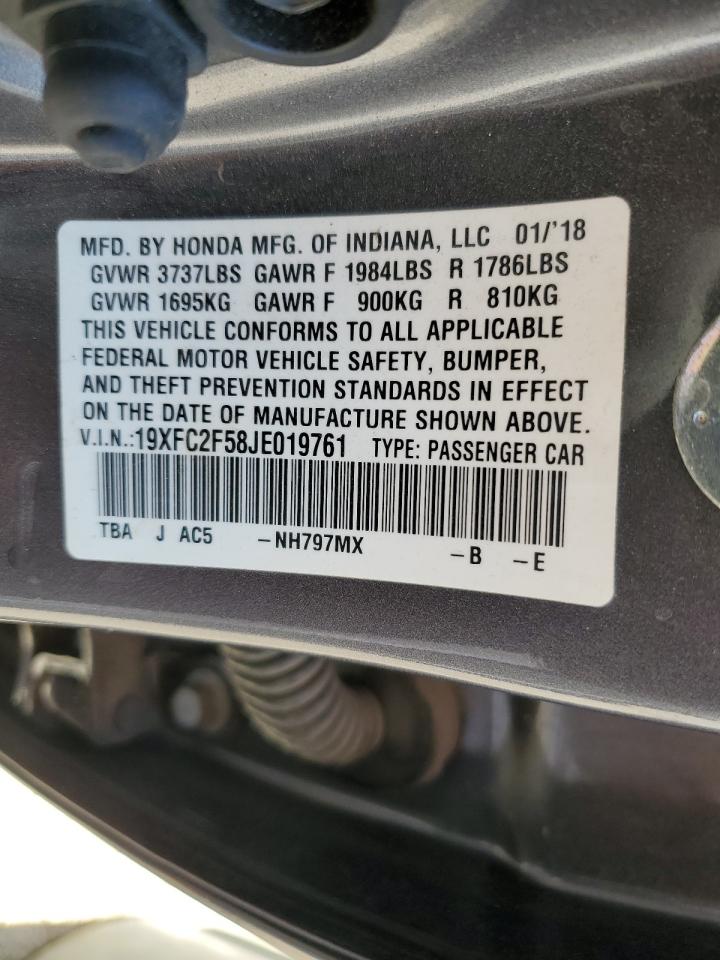 MFD. BY HONDA MFG. OF INDIANA, LLC 01/'18
GVWR 3737LBS GAWR F 1984LBS R 1786LBS
GVWR 1695KG GAWR F 900KG R 810KG
THIS VEHICLE CONFORMS TO ALL APPLICABLE
FEDERAL MOTOR VEHICLE SAFETY, BUMPER,
AND THEFT PREVENTION STANDARDS IN EFFECT
ON THE DATE OF MANUFACTURE SHOWN ABOVE.
V.I.N.:19XFC2F58JE019761 TYPE: PASSENGER CAR
TBA J AC5 -NH797MX -B -E